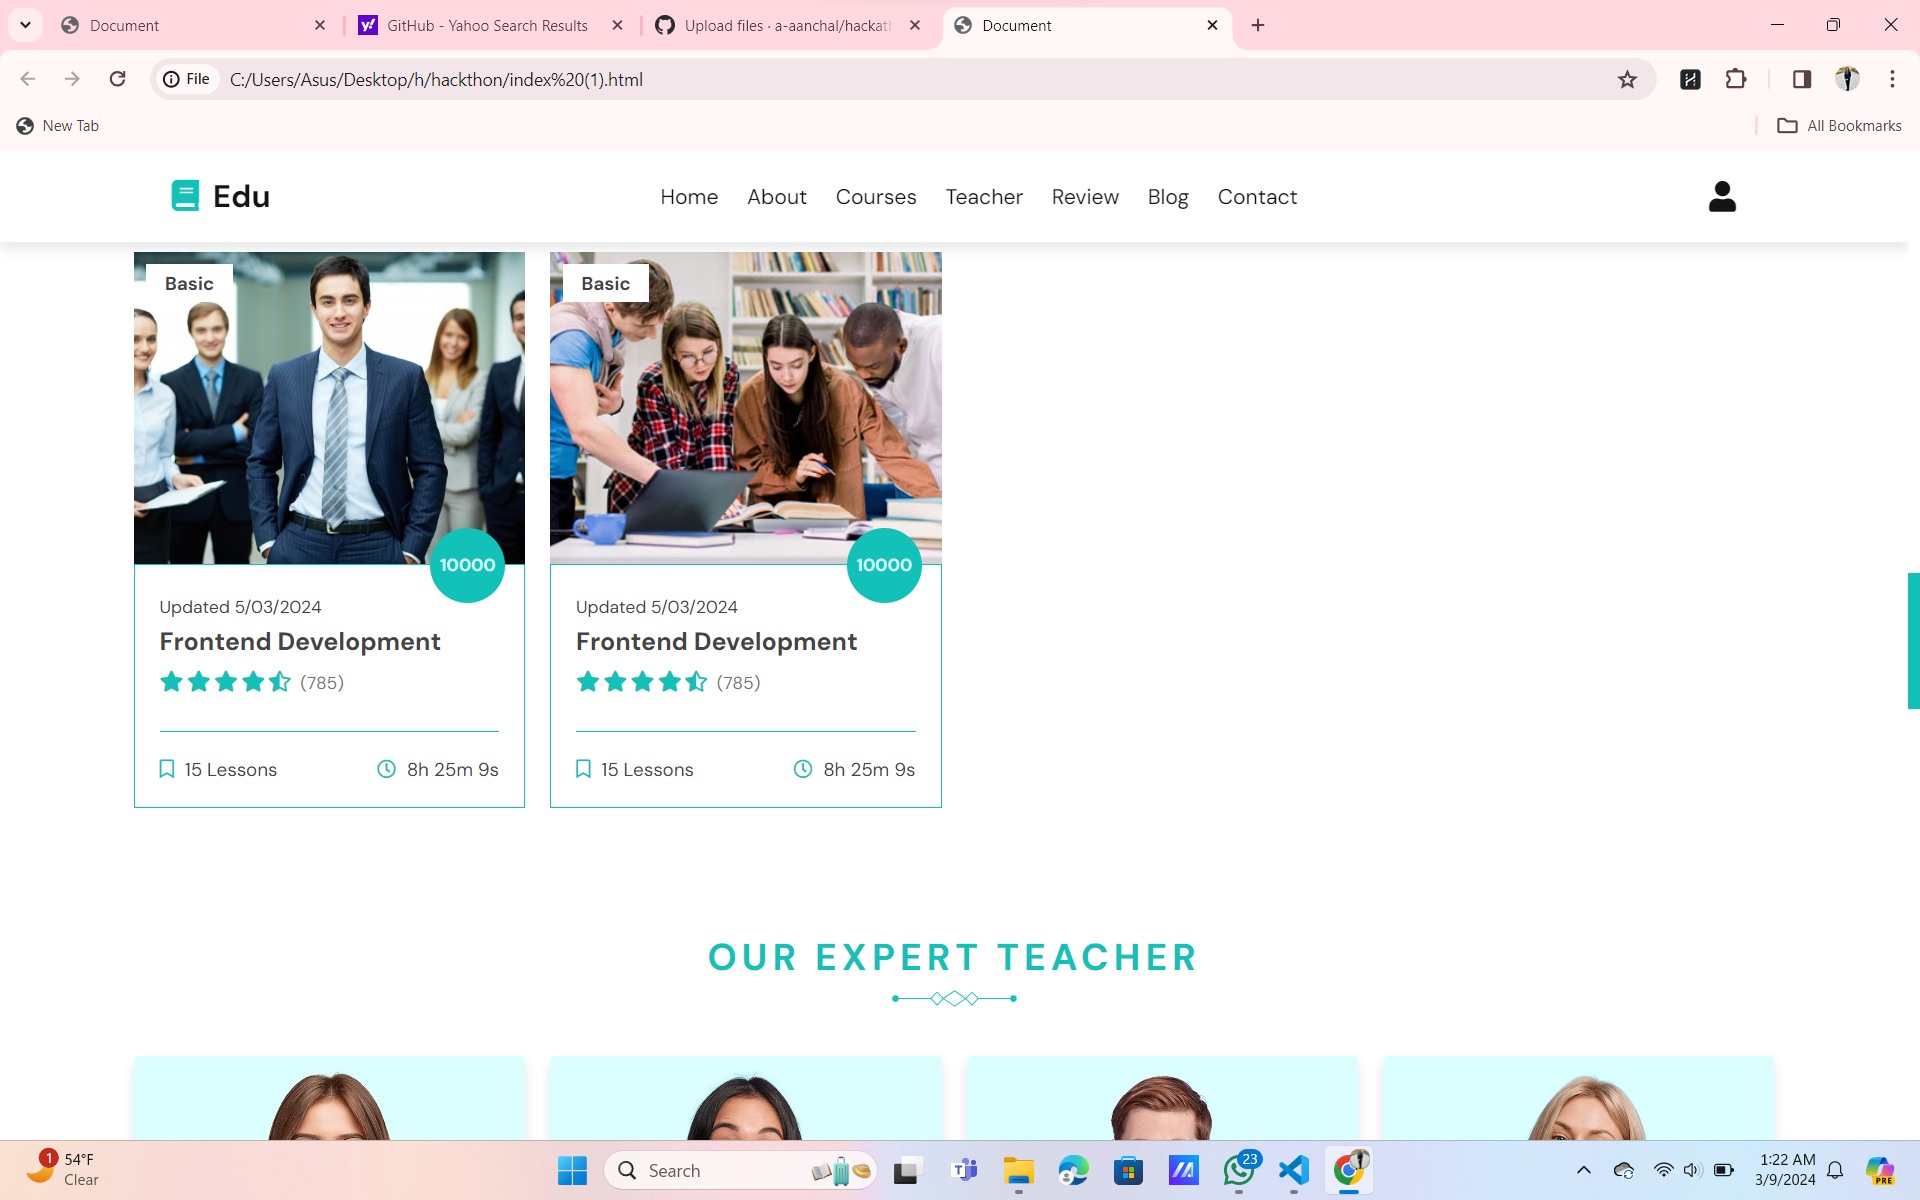 Document
GitHub - Yahoo Search Results
Upload files · a-aanchal/hackath
Document
File
C:/Users/Asus/Desktop/h/hackthon/index%20(1).html
New Tab
All Bookmarks
Edu
Home
About
Courses
Teacher
Review
Blog
Contact
Basic
Basic
10000
10000
Updated 5/03/2024
Frontend Development
(785)
15 Lessons
8h 25m 9s
Updated 5/03/2024
Frontend Development
(785)
15 Lessons
8h 25m 9s
OUR EXPERT TEACHER
1
54°F
Clear
Search
23
1:22 AM
3/9/2024
PRE